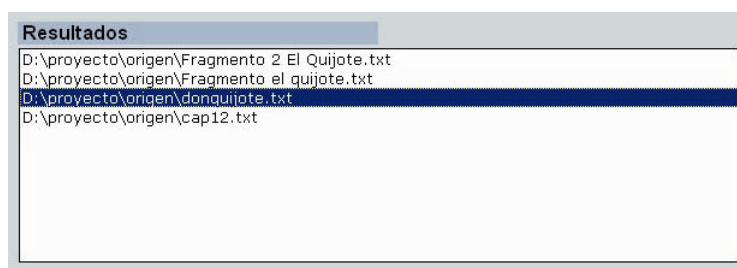 Resultados
D:\proyecto\origen\Fragmento 2 El Quijote.txt
D:\proyecto\origen\Fragmento el quijote.txt
D:\proyecto\origen\donquijote.txt
D:\proyecto\origen\cap12.txt